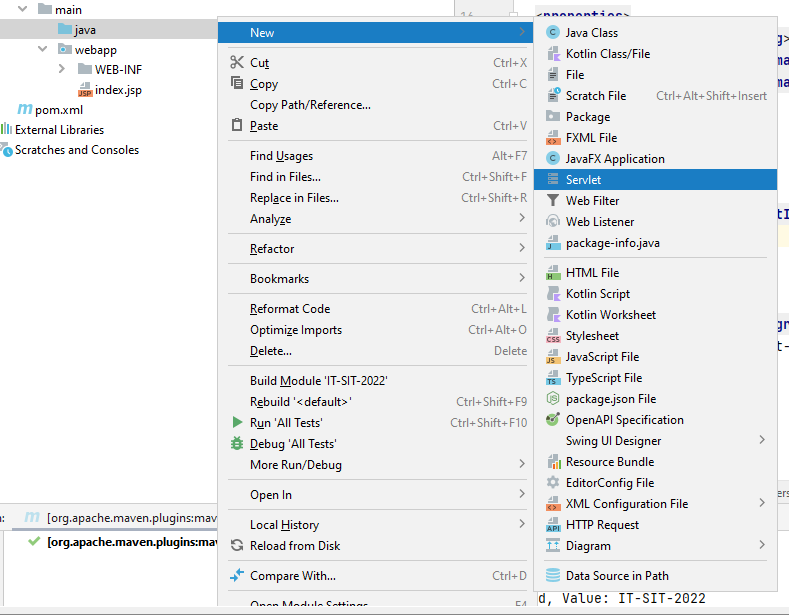 main
java
webapp
WEB-INF
index.jsp
pom.xml
External Libraries
Scratches and Consoles
[org.apache.maven.plugins:mav
[org.apache.maven.plugins:mav
New
Cut Ctrl+X
Copy Ctrl+C
Copy Path/Reference...
Paste Ctrl+V
Find Usages Alt+F7
Find in Files... Ctrl+Shift+F
Replace in Files... Ctrl+Shift+R
Analyze
Refactor
Bookmarks
Reformat Code Ctrl+Alt+L
Optimize Imports Ctrl+Alt+O
Delete... Delete
Build Module 'IT-SIT-2022'
Rebuild '<default>' Ctrl+Shift+F9
Run 'All Tests' Ctrl+Shift+F10
Debug 'All Tests'
More Run/Debug
Open In
Local History
Reload from Disk
Compare With... Ctrl+D
Open Module Settings F4
<properties>
Java Class
Kotlin Class/File
File
Scratch File Ctrl+Alt+Shift+Insert
Package
FXML File
JavaFX Application
Servlet
Web Filter
Web Listener
package-info.java
HTML File
Kotlin Script
Kotlin Worksheet
Stylesheet
JavaScript File
TypeScript File
package.json File
OpenAPI Specification
Swing UI Designer
Resource Bundle
EditorConfig File
XML Configuration File
HTTP Request
Diagram
Data Source in Path
d, Value: IT-SIT-2022